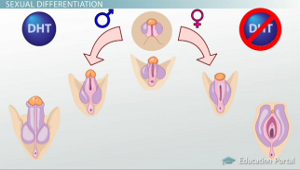 SEXUAL DIFFERENTIATION
DHT
♂
♀
DHT
Education Portal